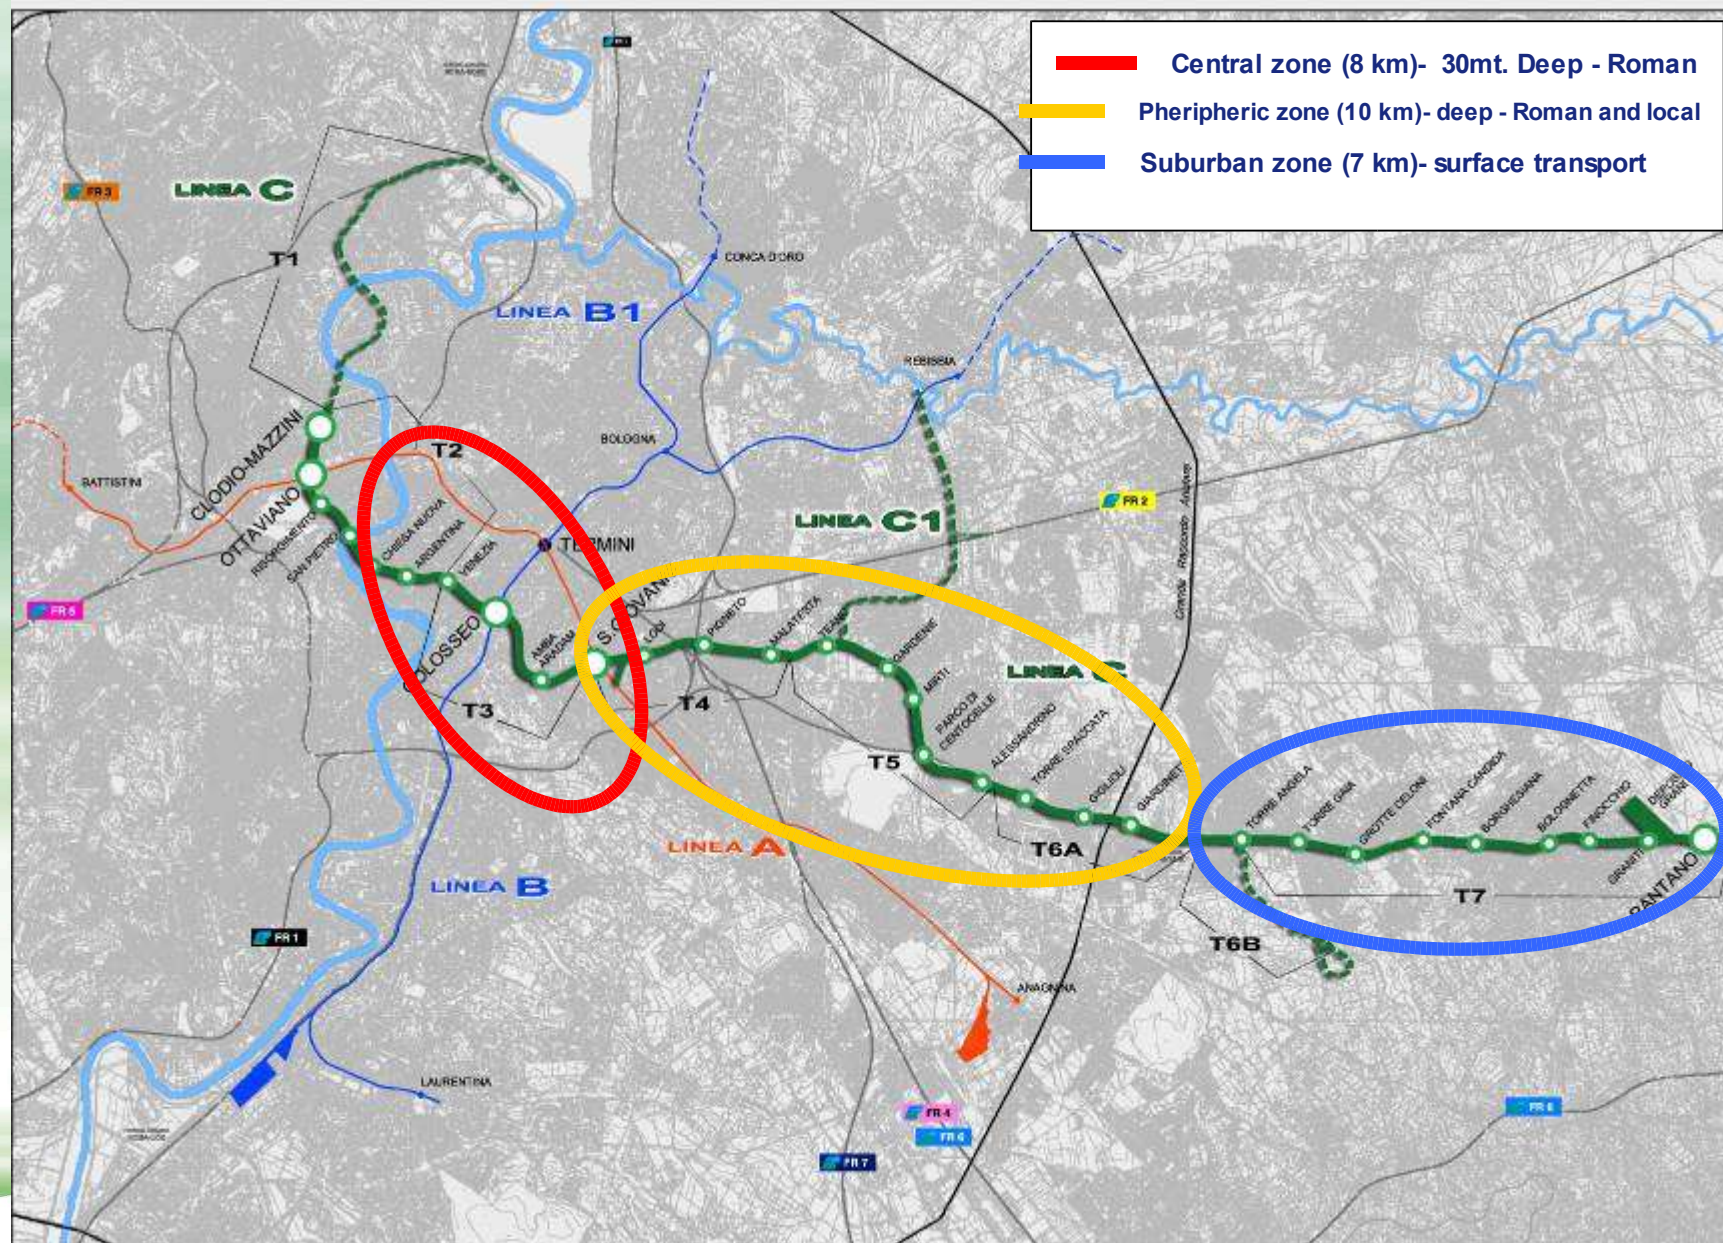 Central zone (8 km)- 30mt. Deep - Roman
Pheripheric zone (10 km)- deep - Roman and local
Suburban zone (7 km)- surface transport
FR 3
LINEA C
T1
CONCA D'ORO
LINEA B1
REBIBBIA
CLODIO-MAZZINI
T2
BOLOGNA
BATTISTINI
OTTAVIANO
RISORGIMENTO
SAN PIETRO
CHIESA NUOVA
ARGENTINA
VENEZIA
TERMINI
LINEA C1
FR 2
Grande Raccordo Anulare
FR 5
COLOSSEO
AMBA
ARADAM
LODI
PIGNETO
MALATESTA
TEANO
GARDENIE
MIRTI
PARCO DI
CENTOCELLE
LINEA C
T3
T4
T5
ALESSANDRINO
TORRE SPACCATA
GIGLIOLI
T6A
TORRE ANGELA
TORRE GAIA
GROTTE CELONI
FONTANA CANDIDA
BORGHESIANA
BOLOGNETTA
FINOCCHIO
GRANITI
T7
T6B
LINEA A
LINEA B
FR 1
ANAGNINA
LAURENTINA
FR 4
FR 6
FR 7